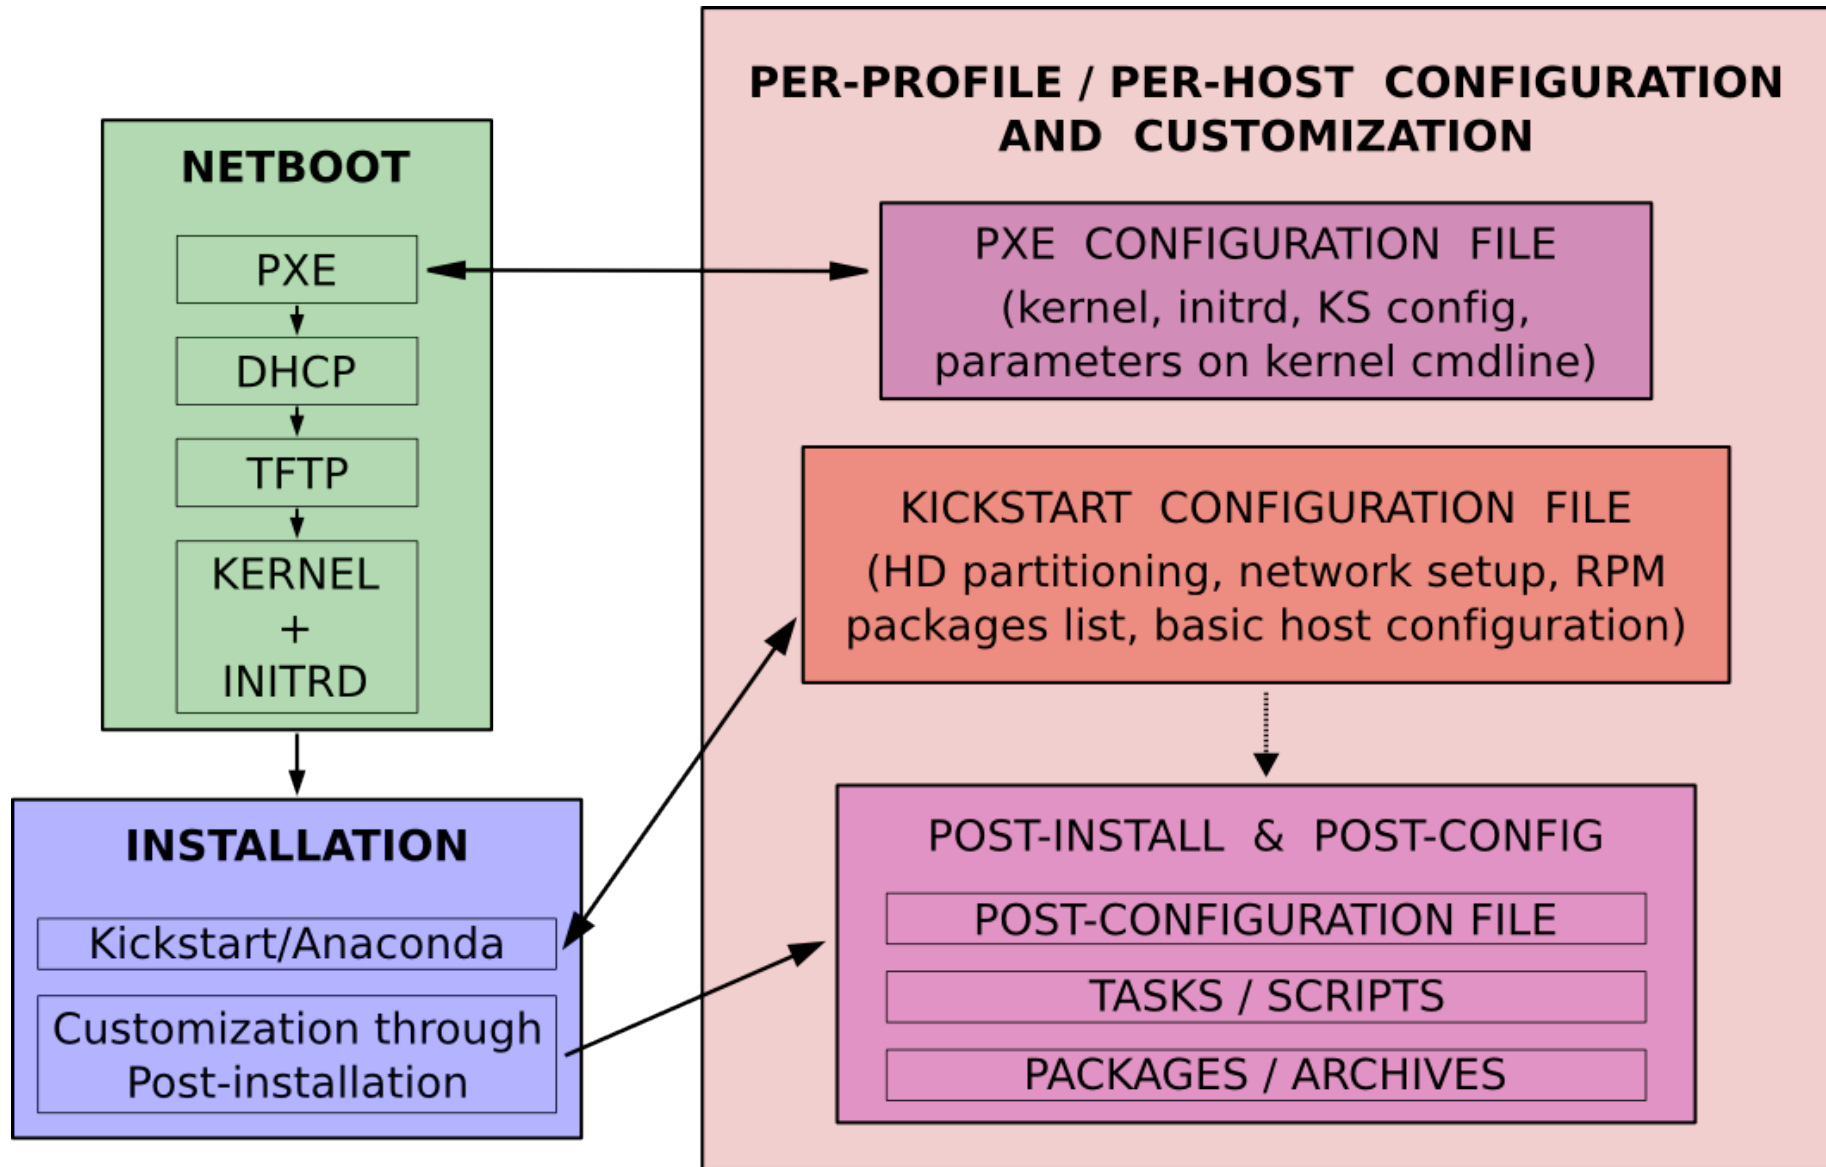 NETBOOT
PXE
DHCP
TFTP
KERNEL
+
INITRD
INSTALLATION
Kickstart/Anaconda
Customization through
Post-installation
PER-PROFILE / PER-HOST CONFIGURATION
AND CUSTOMIZATION
PXE CONFIGURATION FILE
(kernel, initrd, KS config,
parameters on kernel cmdline)
KICKSTART CONFIGURATION FILE
(HD partitioning, network setup, RPM
packages list, basic host configuration)
POST-INSTALL & POST-CONFIG
POST-CONFIGURATION FILE
TASKS / SCRIPTS
PACKAGES / ARCHIVES